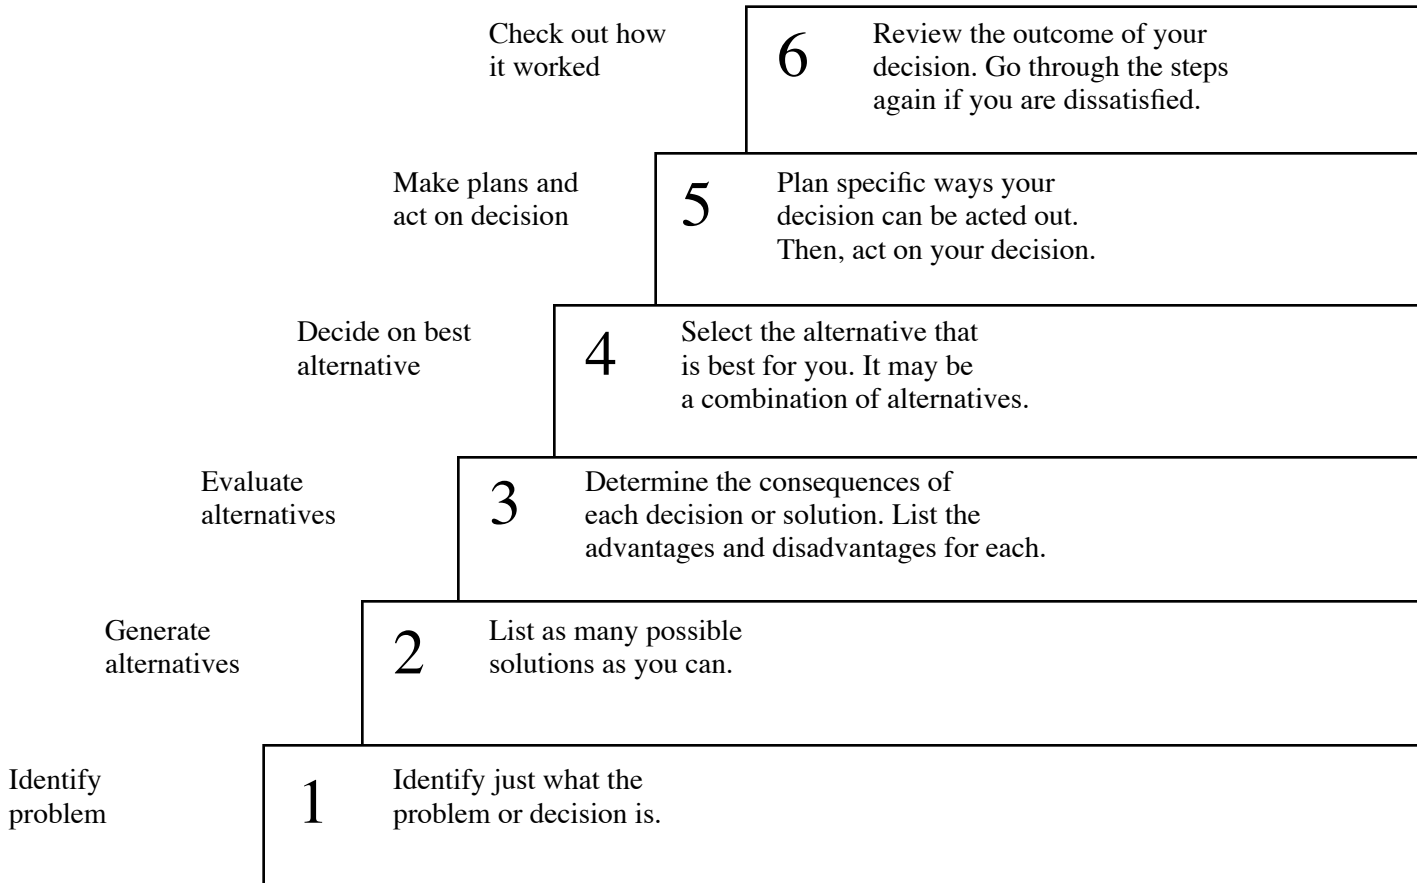 Check out how
it worked
6
Review the outcome of your
decision. Go through the steps
again if you are dissatisfied.
Make plans and
act on decision
5
Plan specific ways your
decision can be acted out.
Then, act on your decision.
Decide on best
alternative
4
Select the alternative that
is best for you. It may be
a combination of alternatives.
Evaluate
alternatives
3
Determine the consequences of
each decision or solution. List the
advantages and disadvantages for each.
Generate
alternatives
2
List as many possible
solutions as you can.
Identify
problem
1
Identify just what the
problem or decision is.